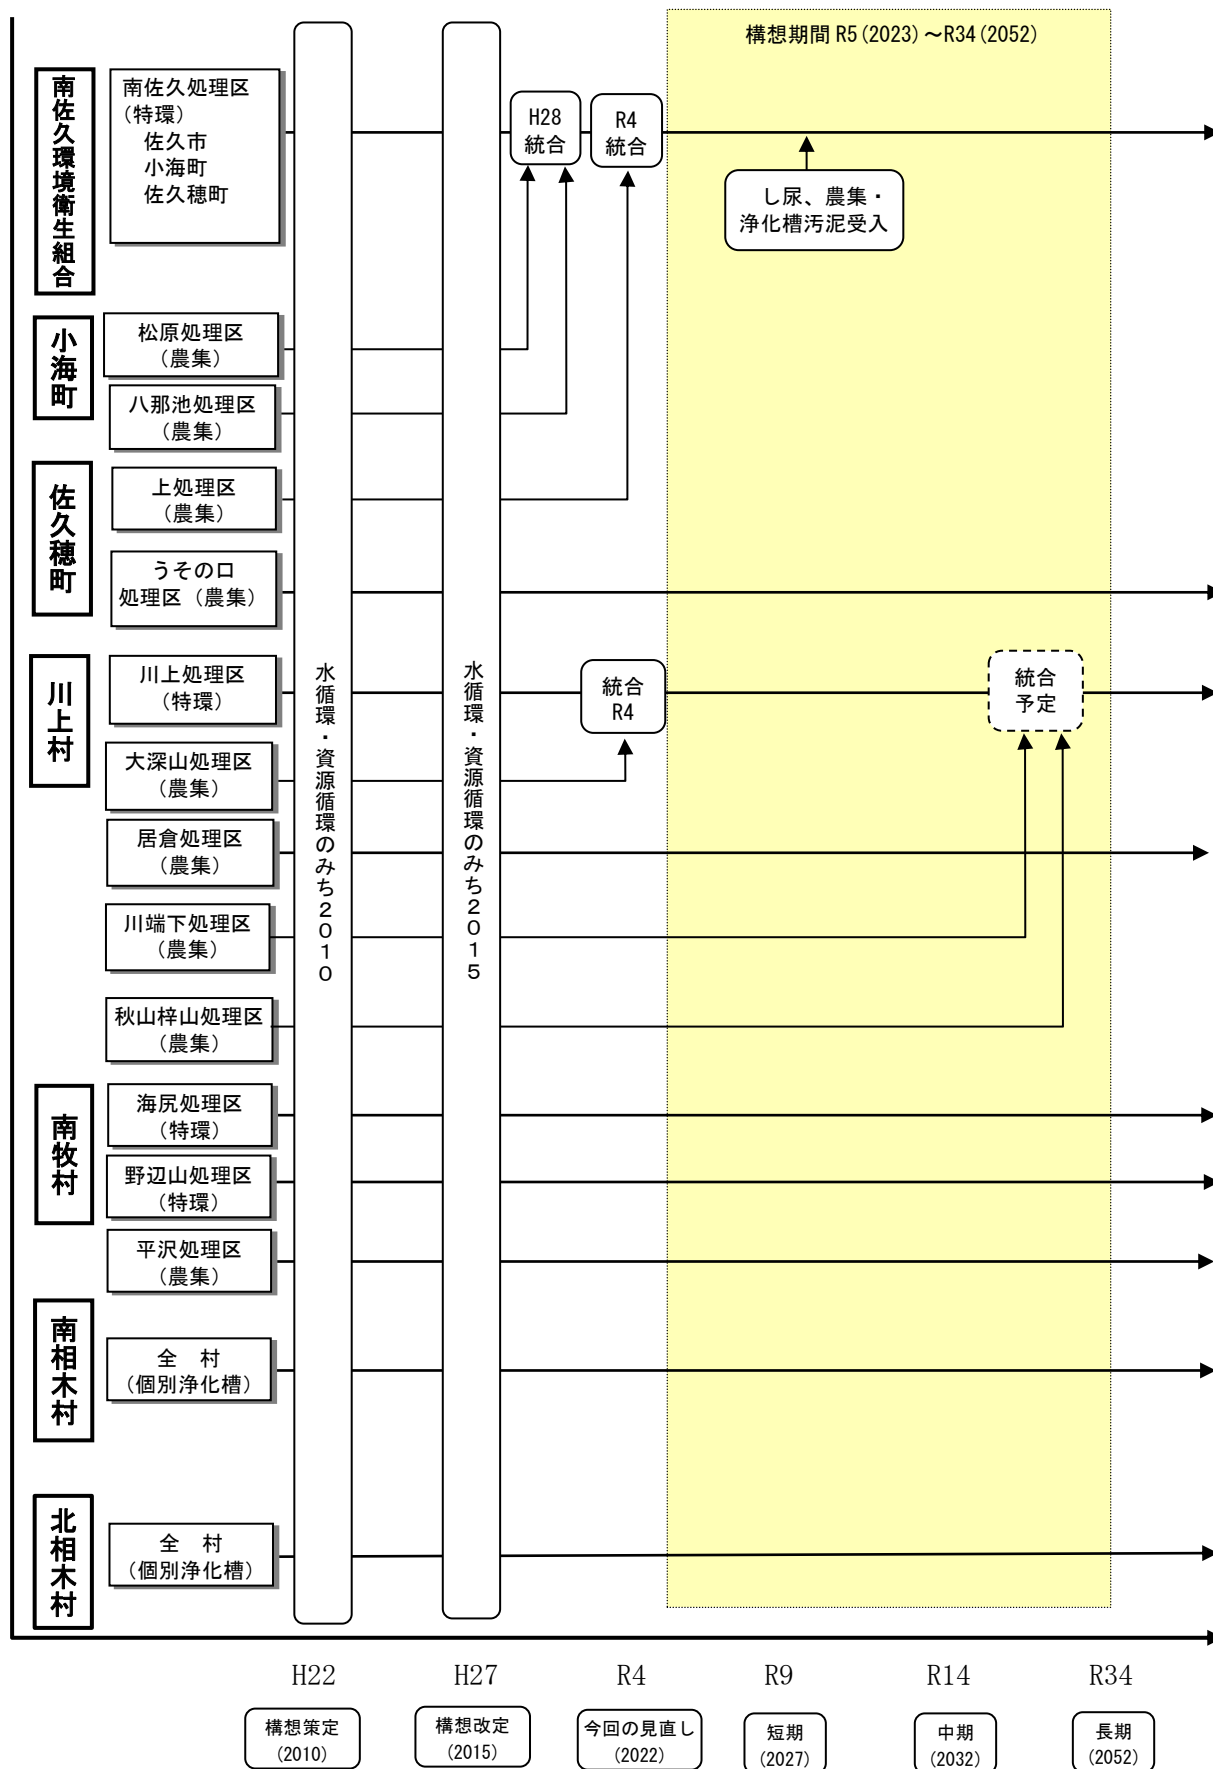 構想期間 R5(2023)～R34(2052)
南佐久環境衛生組合
南佐久処理区
(特環)
佐久市
小海町
佐久穂町
H28
統合
R4
統合
し尿、農集・
浄化槽汚泥受入
小海町
松原処理区
(農集)
八那池処理区
(農集)
佐久穂町
上処理区
(農集)
うその口
処理区（農集）
川上村
川上処理区
(特環)
統合
R4
統合
予定
大深山処理区
(農集)
居倉処理区
(農集)
川端下処理区
(農集)
秋山梓山処理区
(農集)
水循環・資源循環のみち２０１０
水循環・資源循環のみち２０１５
南牧村
海尻処理区
(特環)
野辺山処理区
(特環)
平沢処理区
(農集)
南相木村
全　村
(個別浄化槽)
北相木村
全　村
(個別浄化槽)
H22
H27
R4
R9
R14
R34
構想策定
(2010)
構想改定
(2015)
今回の見直し
(2022)
短期
(2027)
中期
(2032)
長期
(2052)